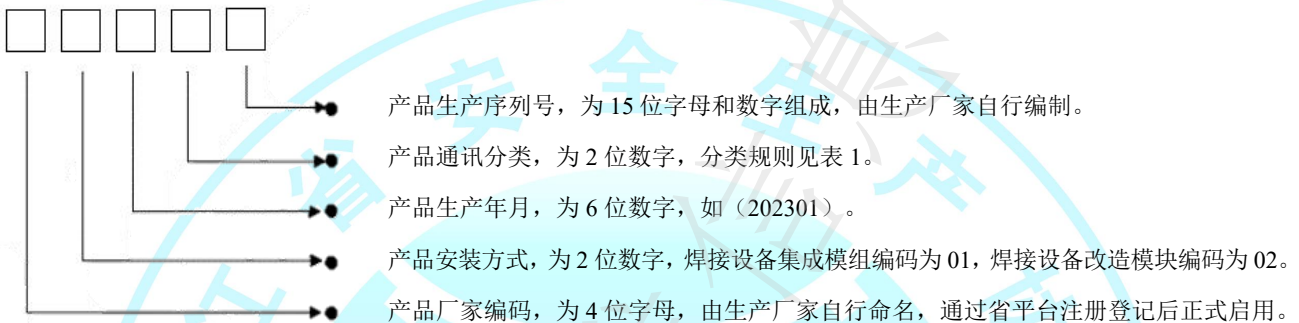 产品生产序列号，为 15 位字母和数字组成，由生产厂家自行编制。
产品通讯分类，为 2 位数字，分类规则见表 1。
产品生产年月，为 6 位数字，如（202301）。
产品安装方式，为 2 位数字，焊接设备集成模组编码为 01，焊接设备改造模块编码为 02。
产品厂家编码，为 4 位字母，由生产厂家自行命名，通过省平台注册登记后正式启用。
省安全生产